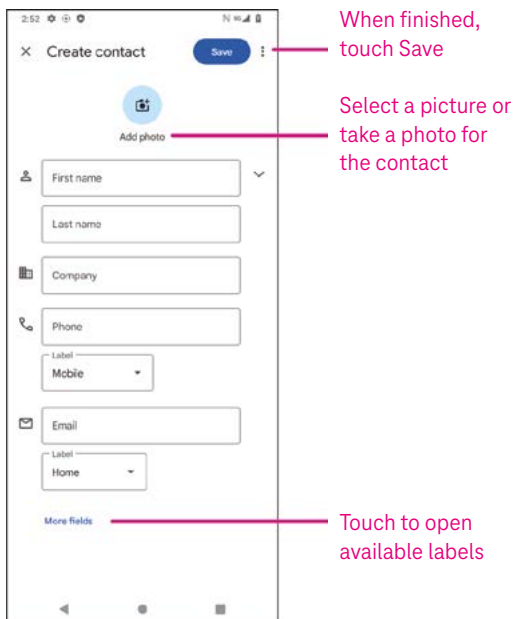 2:52
5G
Create contact
Save
When finished,
touch Save
Add photo
Select a picture or
take a photo for
the contact
First name
Last name
Company
Phone
Label
Mobile
Email
Label
Home
More fields
Touch to open
available labels